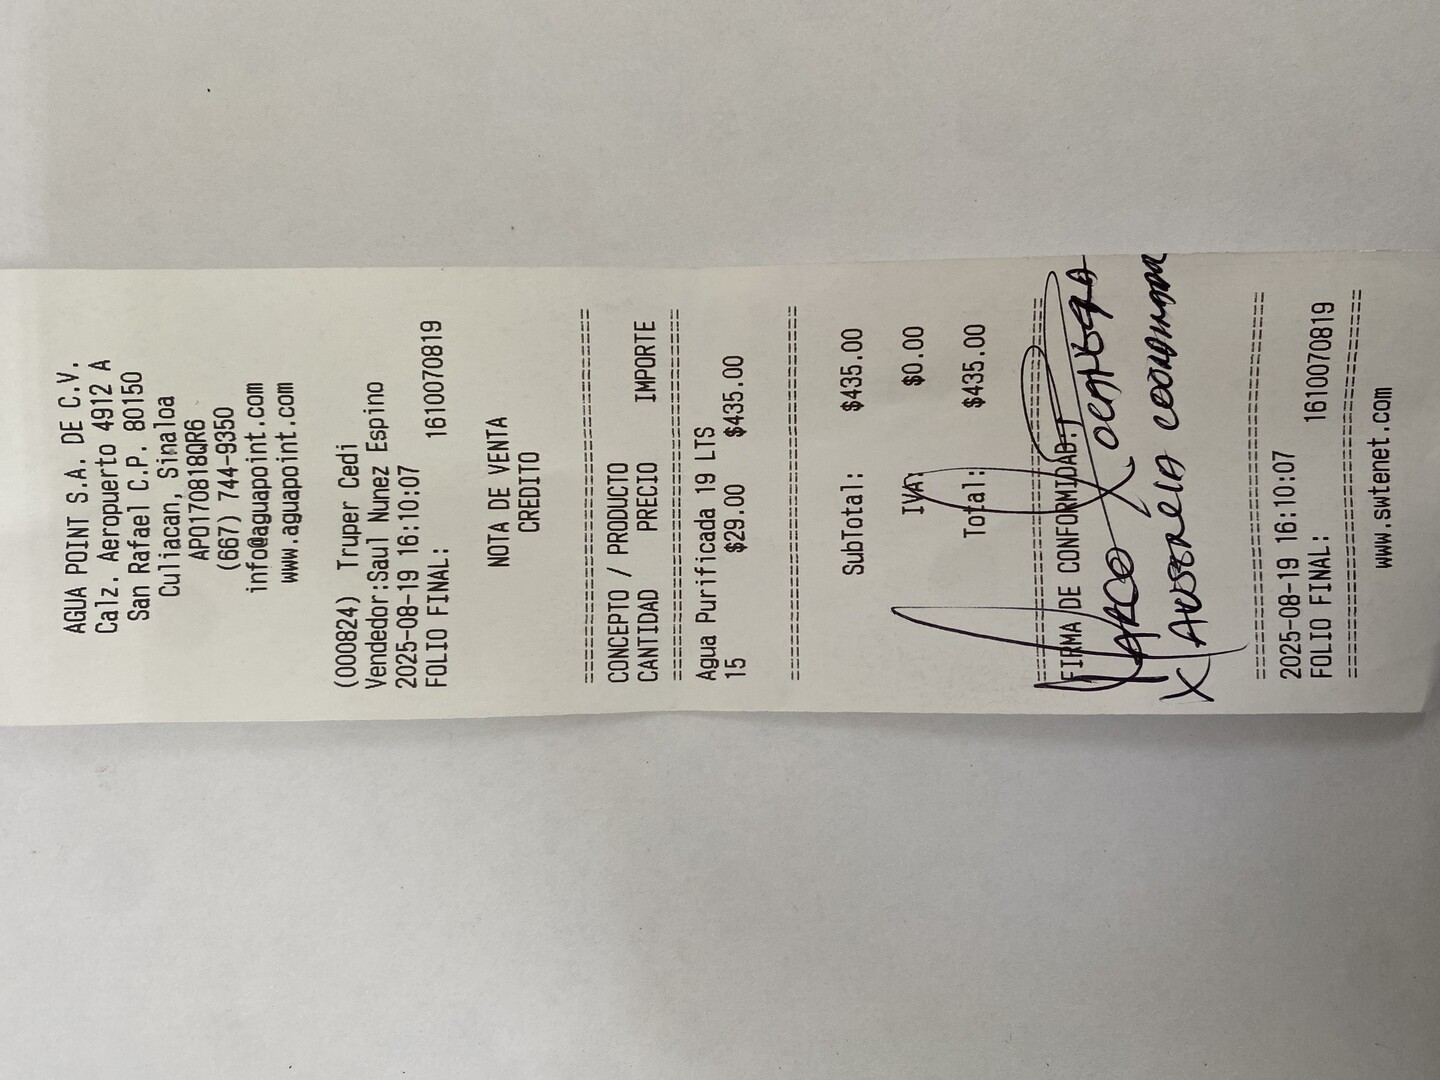 AGUA POINT S.A. DE C.V.
Calz. Aeropuerto 4912 A
San Rafael C.P. 80150
Culiacan, Sinaloa
APO170818QR6
(667) 744-9350
info@aguapoint.com
www.aguapoint.com
(000824) Truper Cedi
Vendedor:Saul Nunez Espino
2025-08-19 16:10:07
FOLIO FINAL: 1610070819
NOTA DE VENTA
CREDITO
==========================
CONCEPTO / PRODUCTO
CANTIDAD PRECIO IMPORTE
==========================
Agua Purificada 19 LTS
15 $29.00 $435.00
==========================
SubTotal: $435.00
IVA: $0.00
Total: $435.00
==========================
FIRMA DE CONFORMIDAD:
MARCO
X
==========================
2025-08-19 16:10:07
FOLIO FINAL: 1610070819
==========================
www.swtenet.com